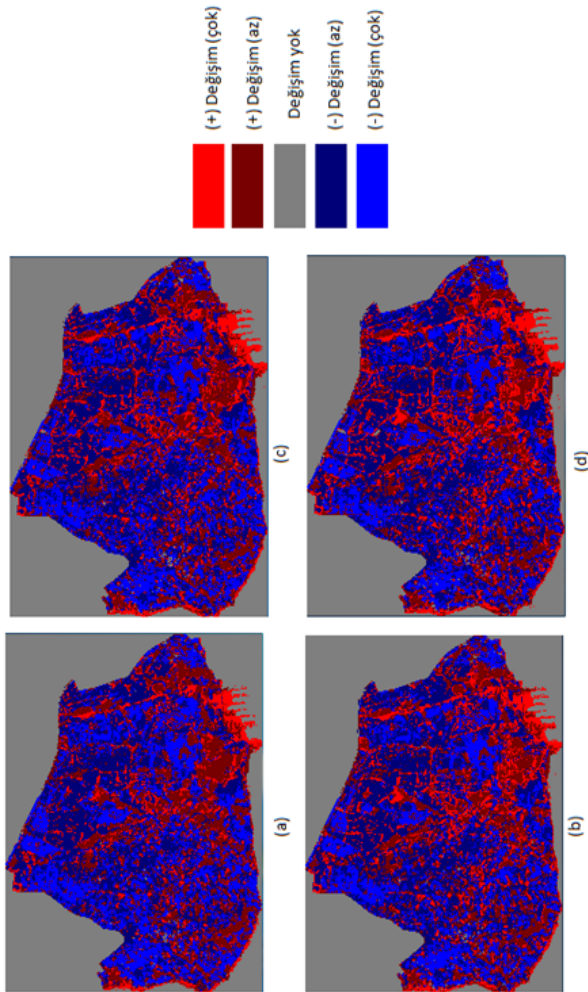 (+) Değişim (çok)
(+) Değişim (az)
Değişim yok
(-) Değişim (az)
(-) Değişim (çok)
(a)
(c)
(b)
(d)